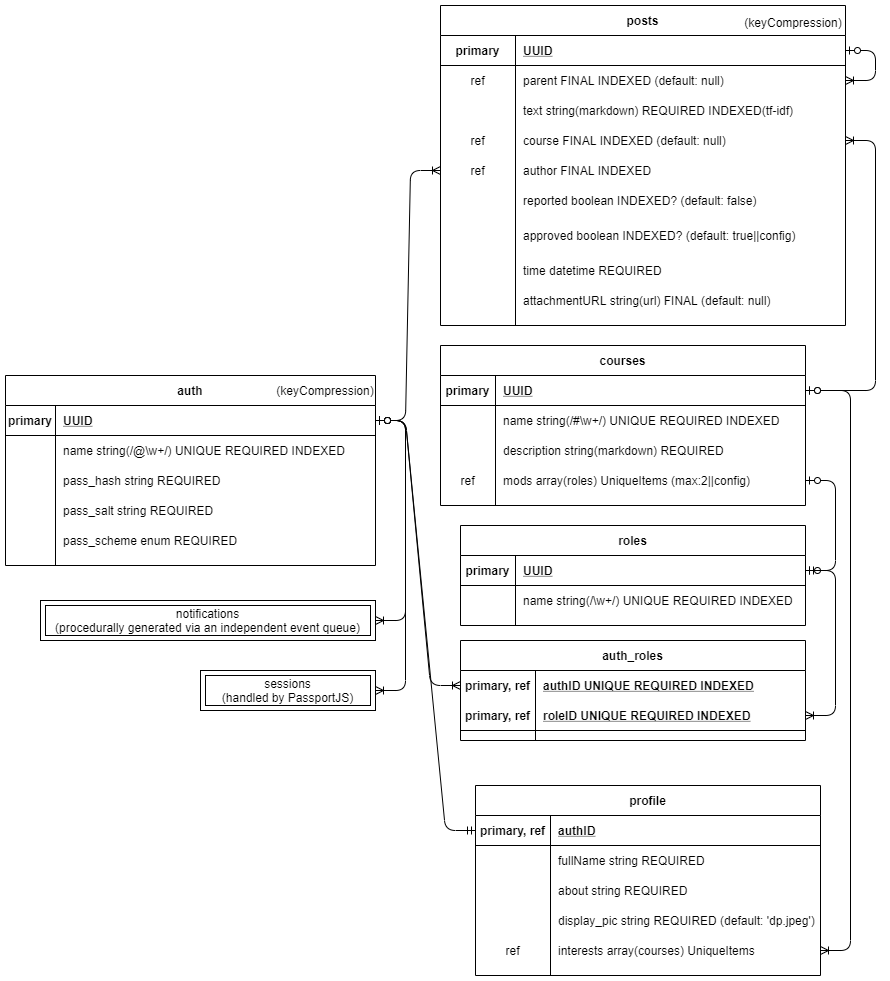 posts (keyCompression)
primary UUID
ref parent FINAL INDEXED (default: null)
text string(markdown) REQUIRED INDEXED(tf-idf)
ref course FINAL INDEXED (default: null)
ref author FINAL INDEXED
reported boolean INDEXED? (default: false)
approved boolean INDEXED? (default: true||config)
time datetime REQUIRED
attachmentURL string(url) FINAL (default: null)
courses
primary UUID
name string(/#\w+/) UNIQUE REQUIRED INDEXED
description string(markdown) REQUIRED
ref mods array(roles) UniqueItems (max:2||config)
auth (keyCompression)
primary UUID
name string(/@\w+/) UNIQUE REQUIRED INDEXED
pass_hash string REQUIRED
pass_salt string REQUIRED
pass_scheme enum REQUIRED
notifications
(procedurally generated via an independent event queue)
sessions
(handled by PassportJS)
roles
primary UUID
name string(/\w+/) UNIQUE REQUIRED INDEXED
auth_roles
primary, ref authID UNIQUE REQUIRED INDEXED
primary, ref roleID UNIQUE REQUIRED INDEXED
profile
primary, ref authID
fullName string REQUIRED
about string REQUIRED
display_pic string REQUIRED (default: 'dp.jpeg')
ref interests array(courses) UniqueItems